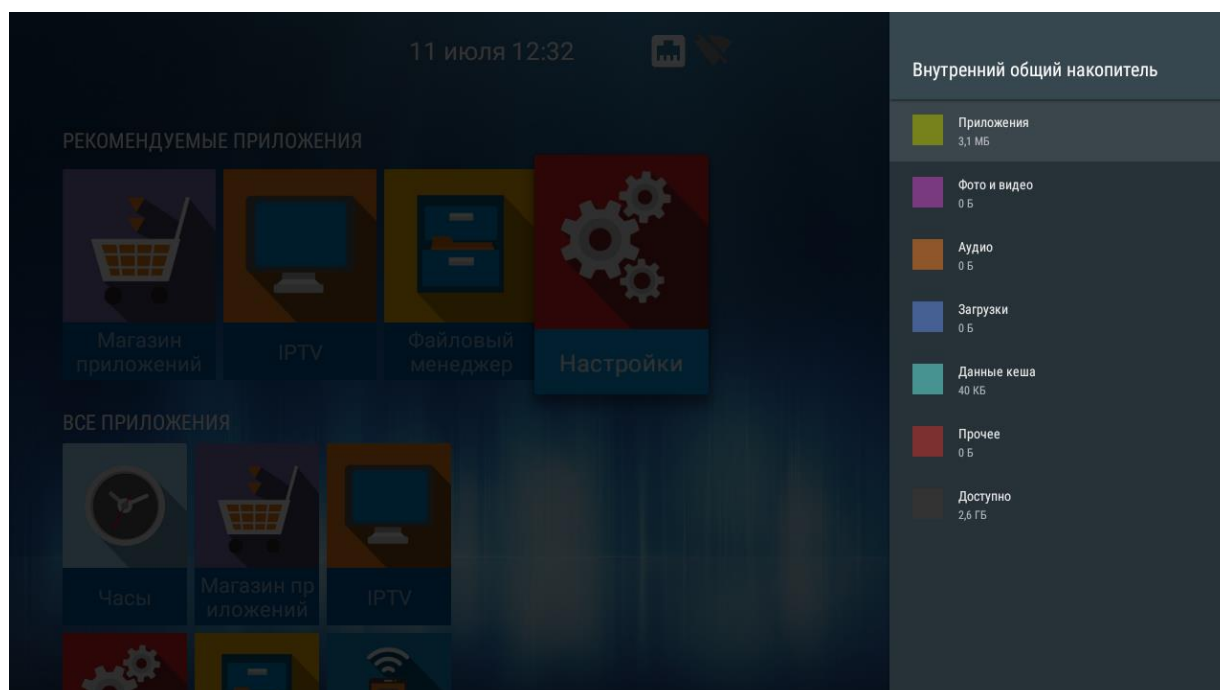 11 июля 12:32
РЕКОМЕНДУЕМЫЕ ПРИЛОЖЕНИЯ
Магазин
приложений
IPTV
Файловый
менеджер
Настройки
ВСЕ ПРИЛОЖЕНИЯ
Часы
Магазин пр
иложений
IPTV
Внутренний общий накопитель
Приложения
3,1 МБ
Фото и видео
0 Б
Аудио
0 Б
Загрузки
0 Б
Данные кеша
40 КБ
Прочее
0 Б
Доступно
2,6 ГБ